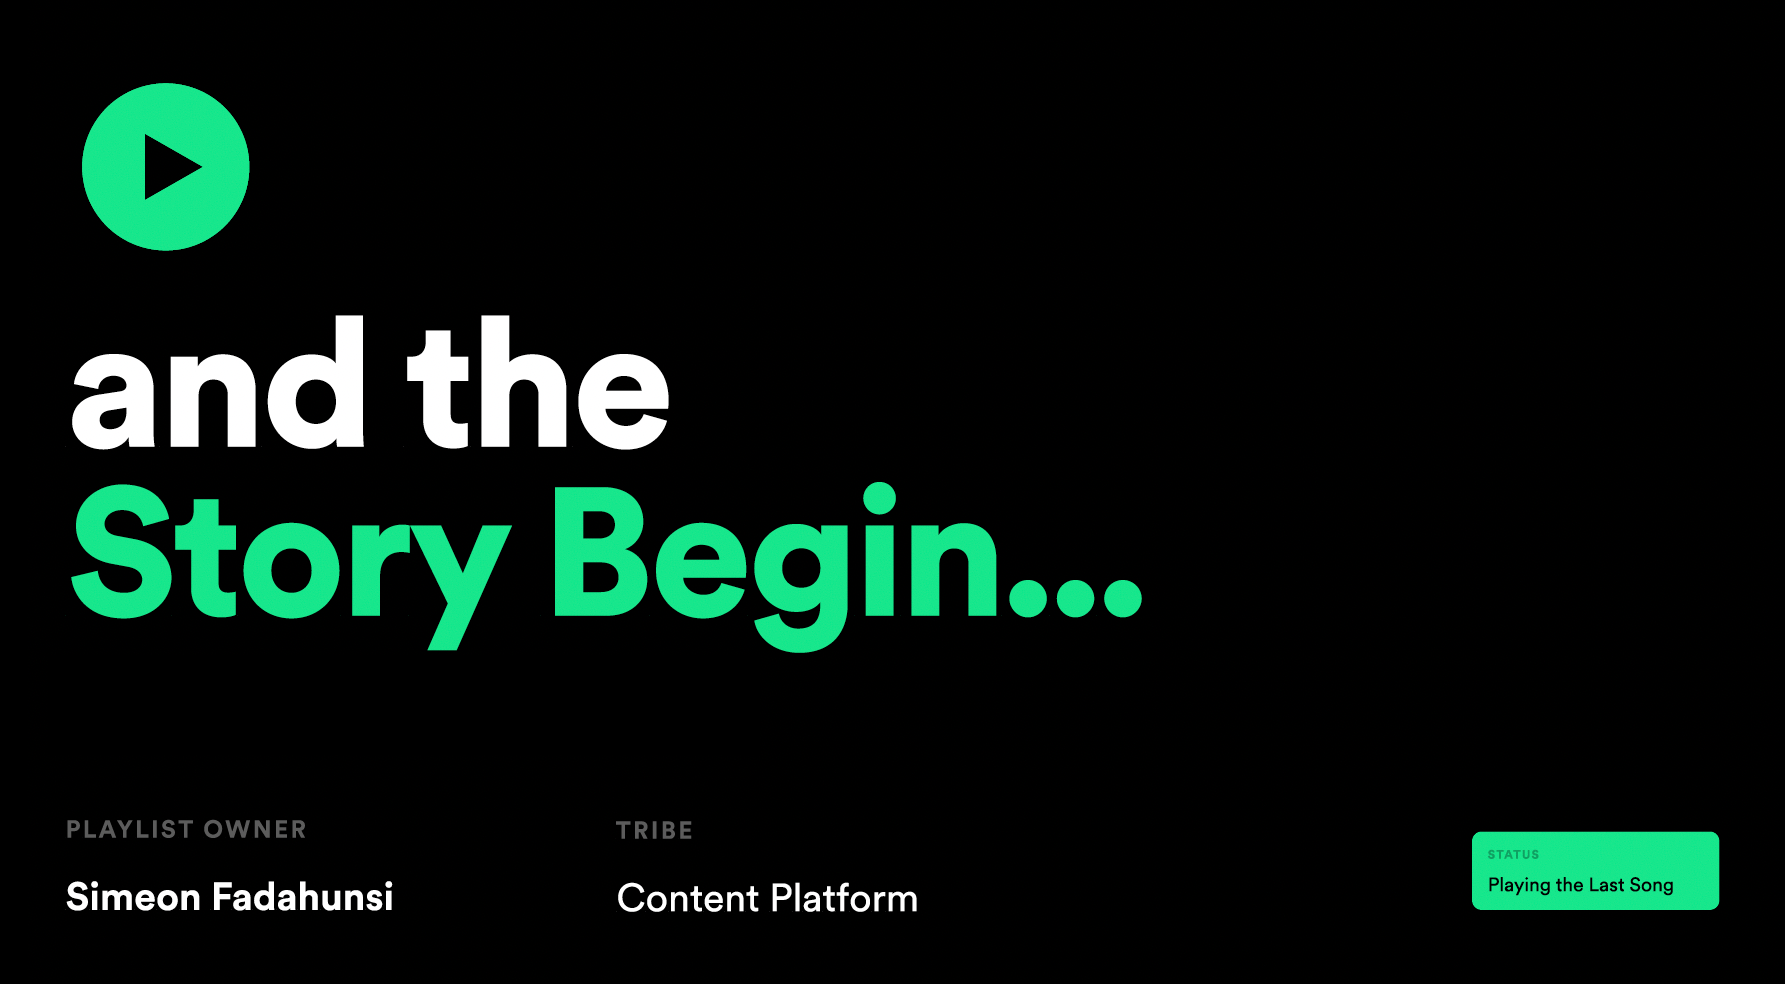 and the
Story Begin...
PLAYLIST OWNER
Simeon Fadahunsi
TRIBE
Content Platform
STATUS
Playing the Last Song